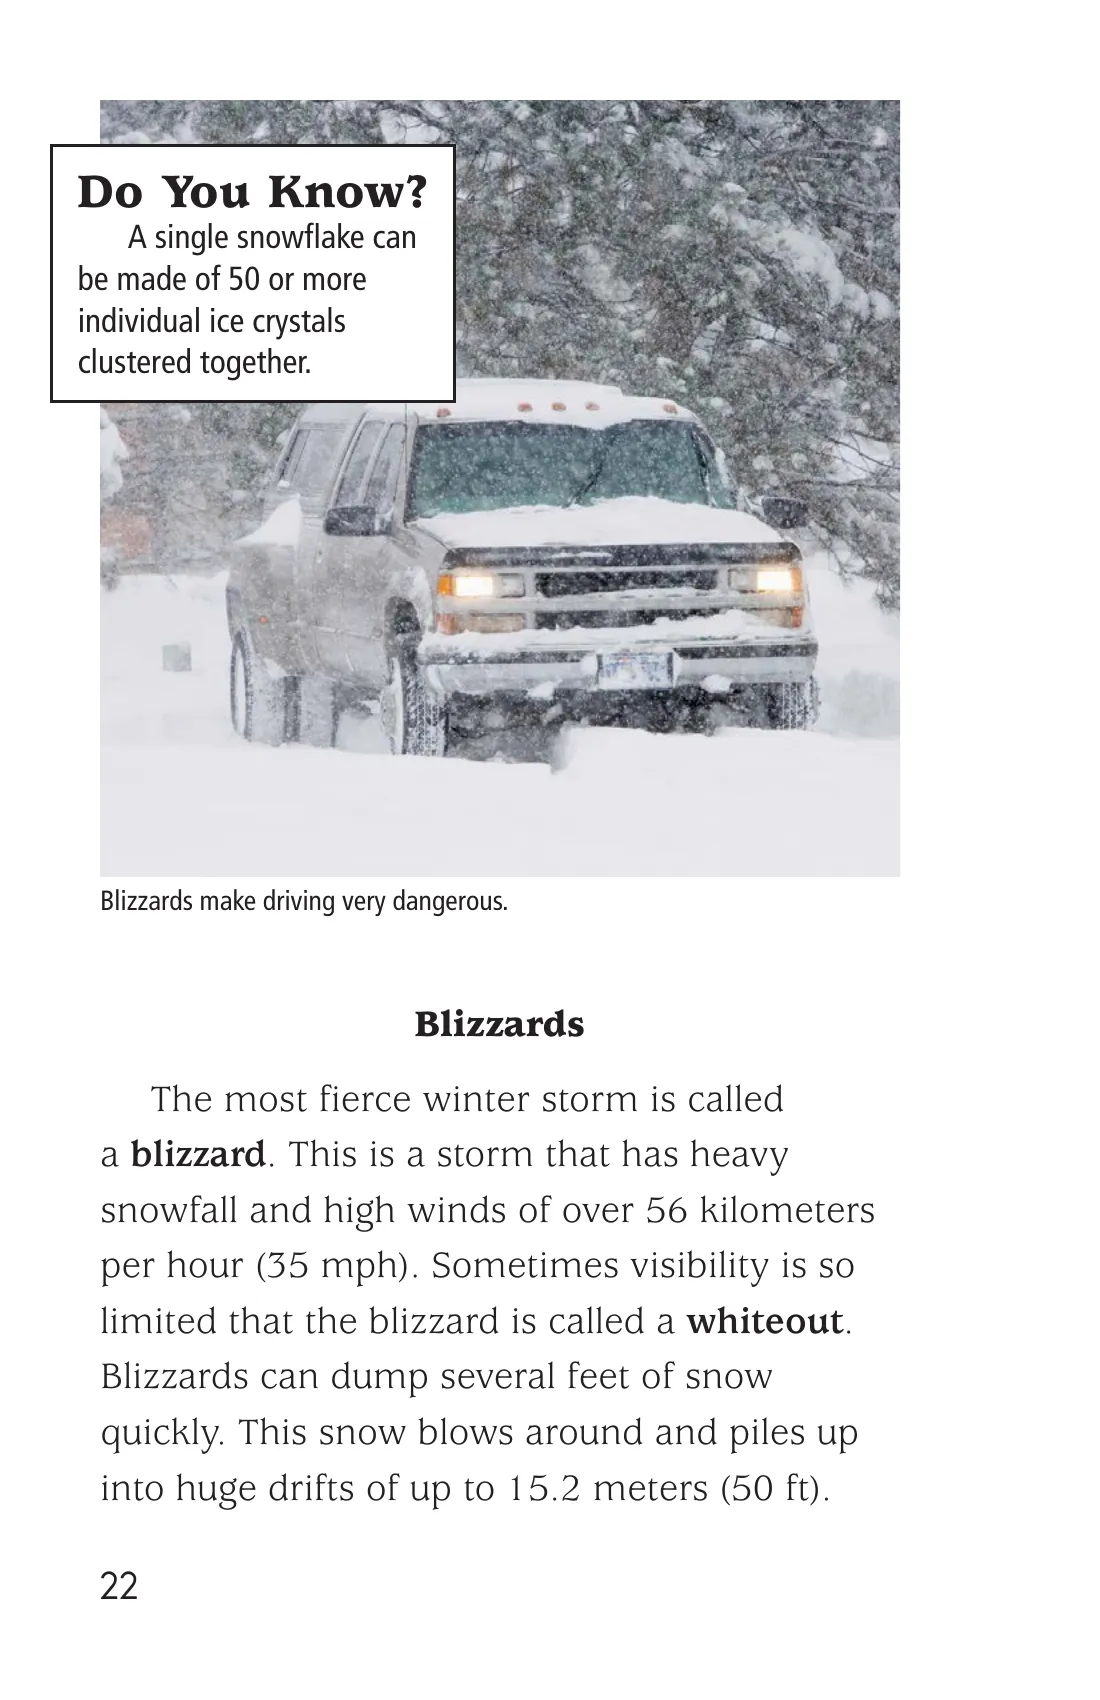 Do You Know?
A single snowflake can
be made of 50 or more
individual ice crystals
clustered together.
Blizzards make driving very dangerous.
Blizzards
The most fierce winter storm is called
a blizzard. This is a storm that has heavy
snowfall and high winds of over 56 kilometers
per hour (35 mph). Sometimes visibility is so
limited that the blizzard is called a whiteout.
Blizzards can dump several feet of snow
quickly. This snow blows around and piles up
into huge drifts of up to 15.2 meters (50 ft).
22